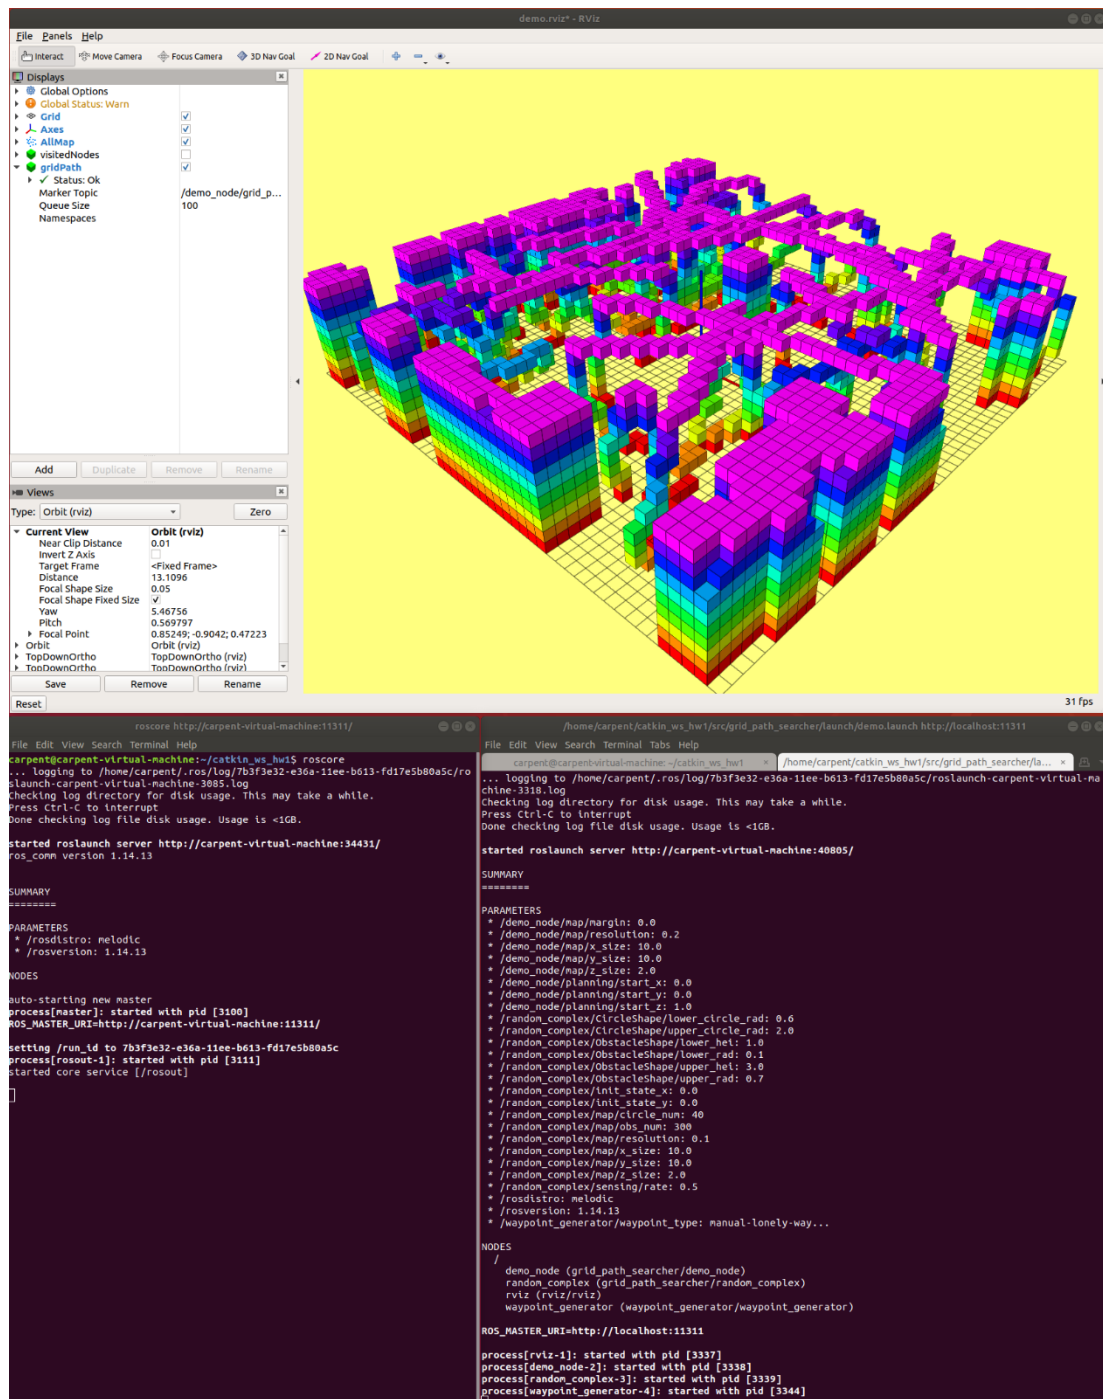 demo.rviz* - RViz
File Panels Help
Interact Move Camera Focus Camera 3D Nav Goal 2D Nav Goal
Displays
Global Options
Global Status: Warn
Grid
Axes
AllMap
visitedNodes
gridPath
Status: Ok
Marker Topic /demo_node/grid_p...
Queue Size 100
Namespaces
Add Duplicate Remove Rename
Views
Type: Orbit (rviz) Zero
Current View Orbit (rviz)
Near Clip Distance 0.01
Invert Z Axis
Target Frame <Fixed Frame>
Distance 13.1096
Focal Shape Size 0.05
Focal Shape Fixed Size
Yaw 5.46756
Pitch 0.569797
Focal Point 0.85249; -0.9042; 0.47223
Orbit Orbit (rviz)
TopDownOrtho TopDownOrtho (rviz)
TopDownOrtho TopDownOrtho (rviz)
Save Remove Rename
Reset 31 fps
roscore http://carpent-virtual-machine:11311/
File Edit View Search Terminal Help
carpent@carpent-virtual-machine:~/catkin_ws_hw1$ roscore
... logging to /home/carpent/.ros/log/7b3f3e32-e36a-11ee-b613-fd17e5b80a5c/ro
slaunch-carpent-virtual-machine-3085.log
Checking log directory for disk usage. This may take a while.
Press Ctrl-C to interrupt
Done checking log file disk usage. Usage is <1GB.
started roslaunch server http://carpent-virtual-machine:34431/
ros_comm version 1.14.13
SUMMARY
========
PARAMETERS
* /rosdistro: melodic
* /rosversion: 1.14.13
NODES
auto-starting new master
process[master]: started with pid [3100]
ROS_MASTER_URI=http://carpent-virtual-machine:11311/
setting /run_id to 7b3f3e32-e36a-11ee-b613-fd17e5b80a5c
process[rosout-1]: started with pid [3111]
started core service [/rosout]
/home/carpent/catkin_ws_hw1/src/grid_path_searcher/launch/demo.launch http://localhost:11311
File Edit View Search Terminal Tabs Help
carpent@carpent-virtual-machine: ~/catkin_ws_hw1 × /home/carpent/catkin_ws_hw1/src/grid_path_searcher/la... ×
... logging to /home/carpent/.ros/log/7b3f3e32-e36a-11ee-b613-fd17e5b80a5c/roslaunch-carpent-virtual-ma
chine-3318.log
Checking log directory for disk usage. This may take a while.
Press Ctrl-C to interrupt
Done checking log file disk usage. Usage is <1GB.
started roslaunch server http://carpent-virtual-machine:40805/
SUMMARY
========
PARAMETERS
* /demo_node/map/margin: 0.0
* /demo_node/map/resolution: 0.2
* /demo_node/map/x_size: 10.0
* /demo_node/map/y_size: 10.0
* /demo_node/map/z_size: 2.0
* /demo_node/planning/start_x: 0.0
* /demo_node/planning/start_y: 0.0
* /demo_node/planning/start_z: 1.0
* /random_complex/CircleShape/lower_circle_rad: 0.6
* /random_complex/CircleShape/upper_circle_rad: 2.0
* /random_complex/ObstacleShape/lower_hei: 1.0
* /random_complex/ObstacleShape/lower_rad: 0.1
* /random_complex/ObstacleShape/upper_hei: 3.0
* /random_complex/ObstacleShape/upper_rad: 0.7
* /random_complex/init_state_x: 0.0
* /random_complex/init_state_y: 0.0
* /random_complex/map/circle_num: 40
* /random_complex/map/obs_num: 300
* /random_complex/map/resolution: 0.1
* /random_complex/map/x_size: 10.0
* /random_complex/map/y_size: 10.0
* /random_complex/map/z_size: 2.0
* /random_complex/sensing/rate: 0.5
* /rosdistro: melodic
* /rosversion: 1.14.13
* /waypoint_generator/waypoint_type: manual-lonely-way...
NODES
/
demo_node (grid_path_searcher/demo_node)
random_complex (grid_path_searcher/random_complex)
rviz (rviz/rviz)
waypoint_generator (waypoint_generator/waypoint_generator)
ROS_MASTER_URI=http://localhost:11311
process[rviz-1]: started with pid [3337]
process[demo_node-2]: started with pid [3338]
process[random_complex-3]: started with pid [3339]
process[waypoint_generator-4]: started with pid [3344]